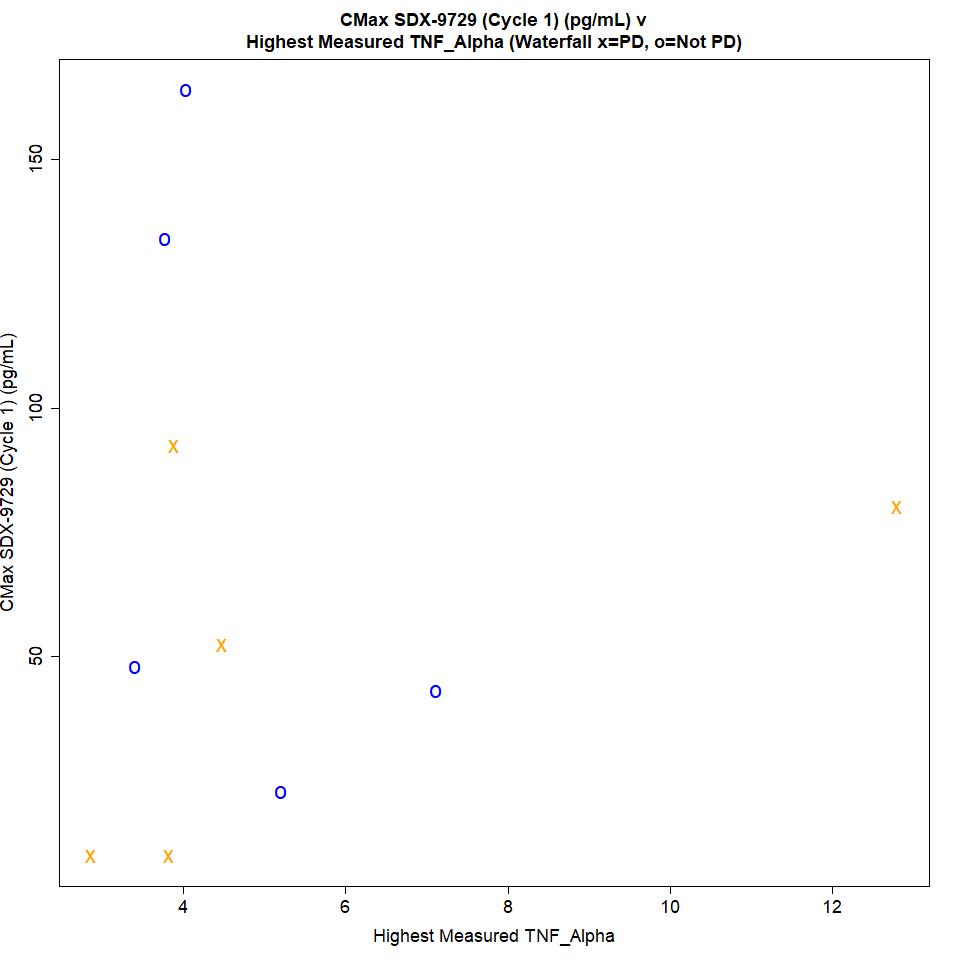 CMax SDX-9729 (Cycle 1) (pg/mL) v
Highest Measured TNF_Alpha (Waterfall x=PD, o=Not PD)
CMax SDX-9729 (Cycle 1) (pg/mL)
150
100
50
O
O
X
X
X
O
O
O
X
X
4
6
8
10
12
Highest Measured TNF_Alpha